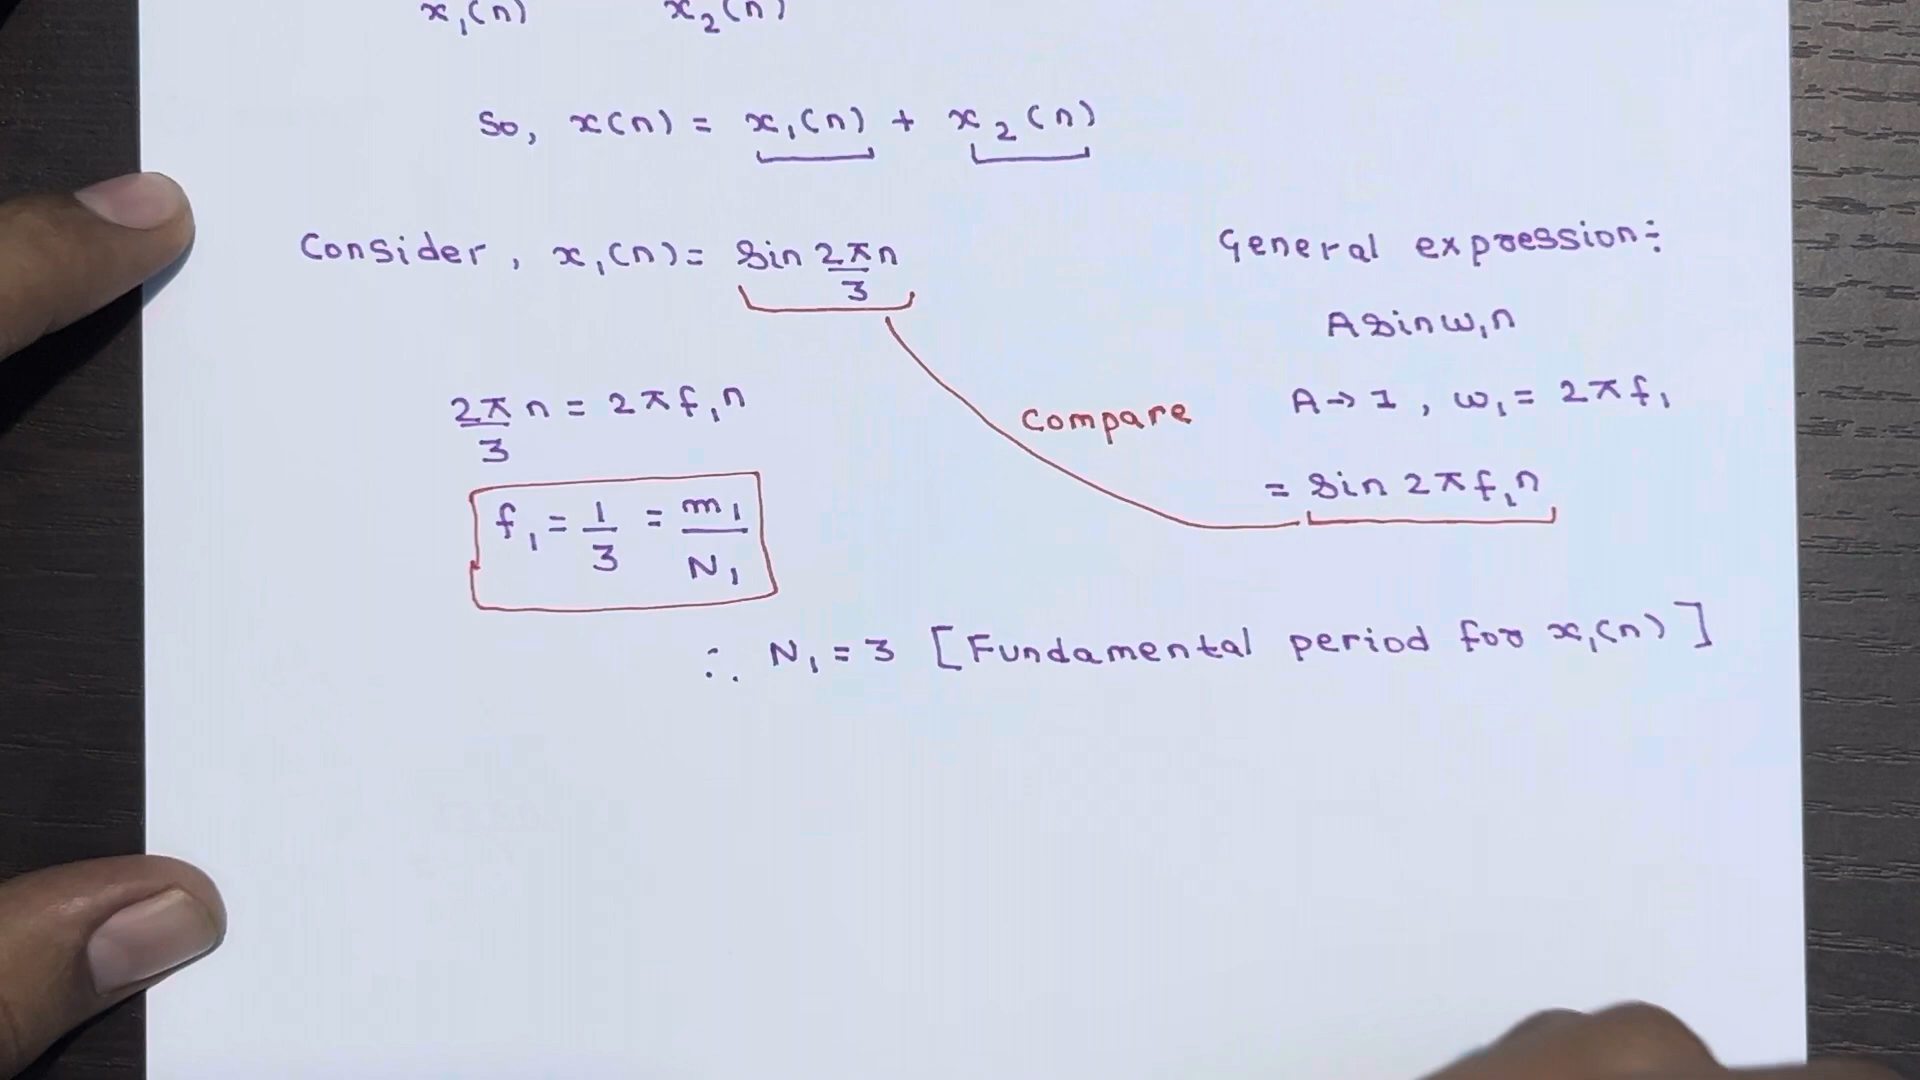 x₁(n) x₂(n)
So, x(n) = x₁(n) + x₂(n)
Consider, x₁(n) = sin 2π/3 n
General expression:
A sin ω₁n
2π/3 n = 2πf₁n
Compare
A → 1, ω₁ = 2πf₁
= sin 2πf₁n
f₁ = 1/3 = m₁/N₁
∴ N₁ = 3 [Fundamental period for x₁(n)]